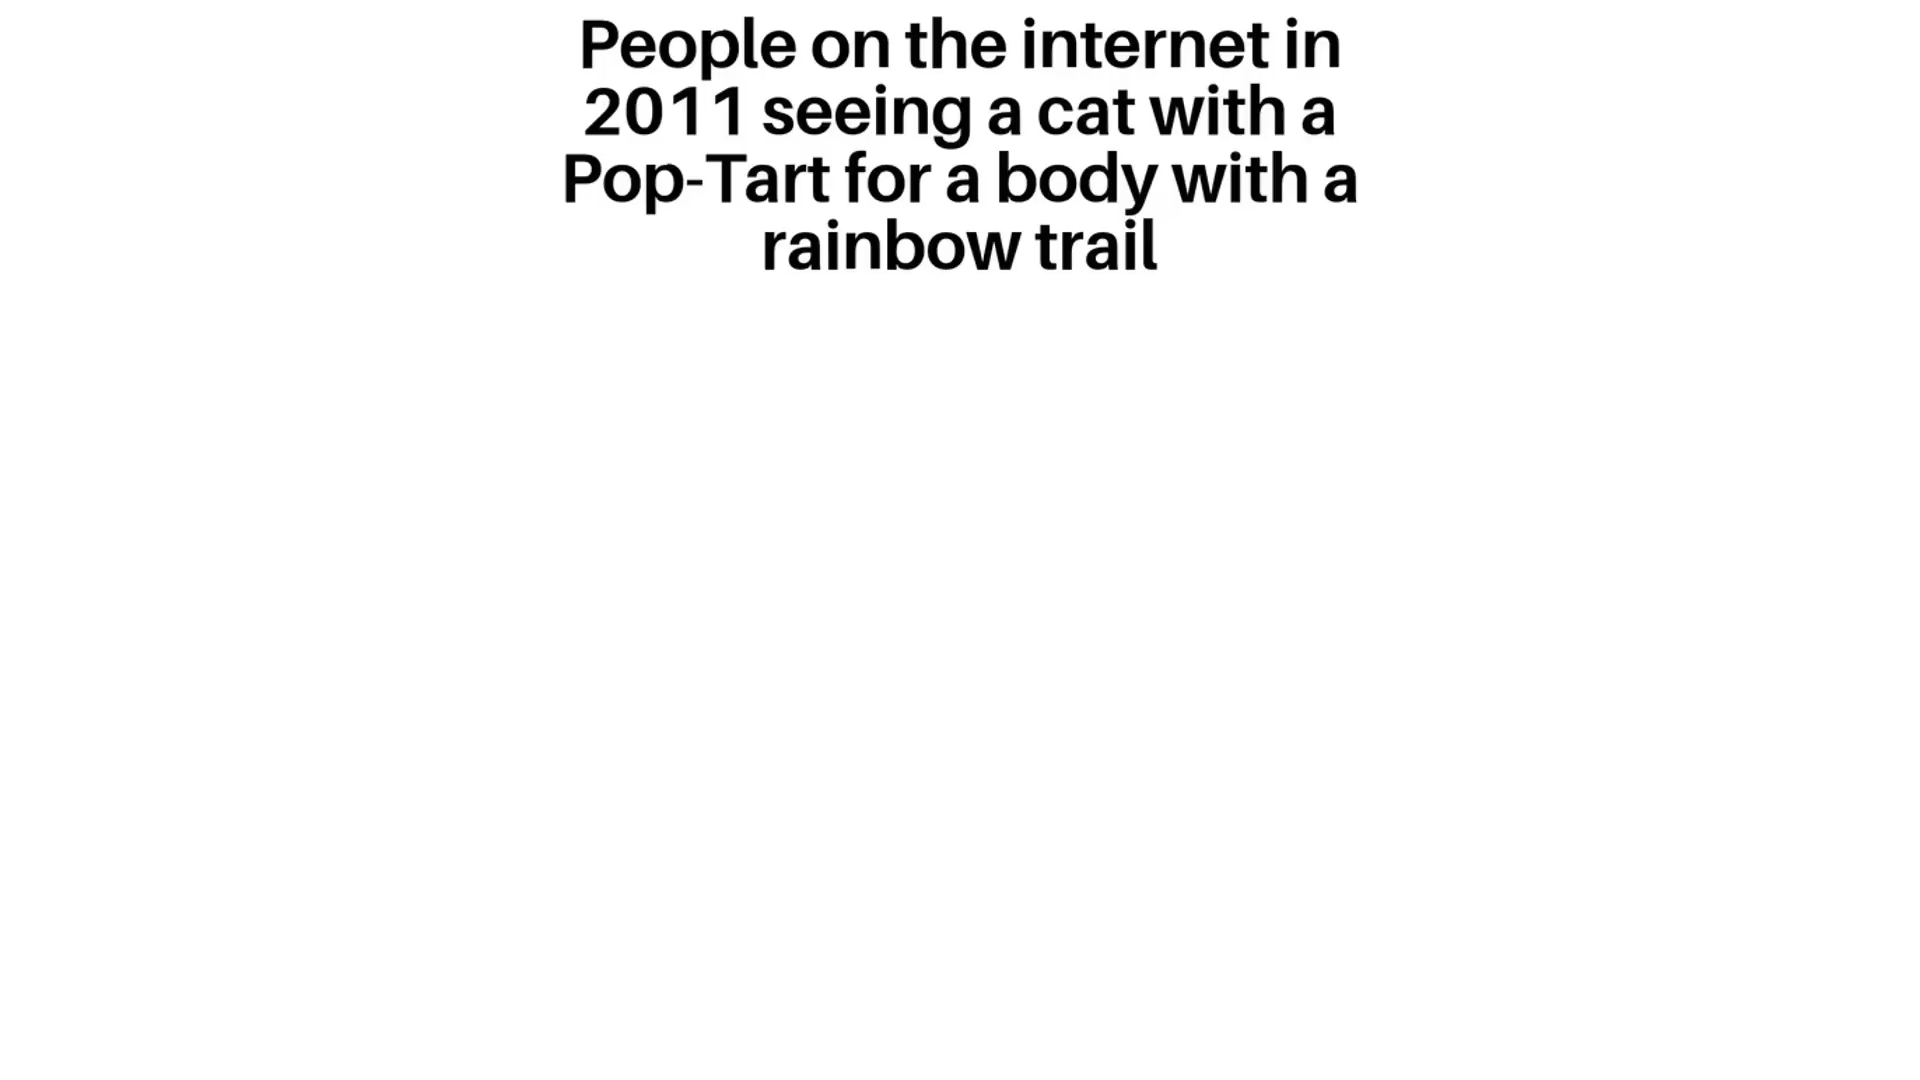 People on the internet in
2011 seeing a cat with a
Pop-Tart for a body with a
rainbow trail